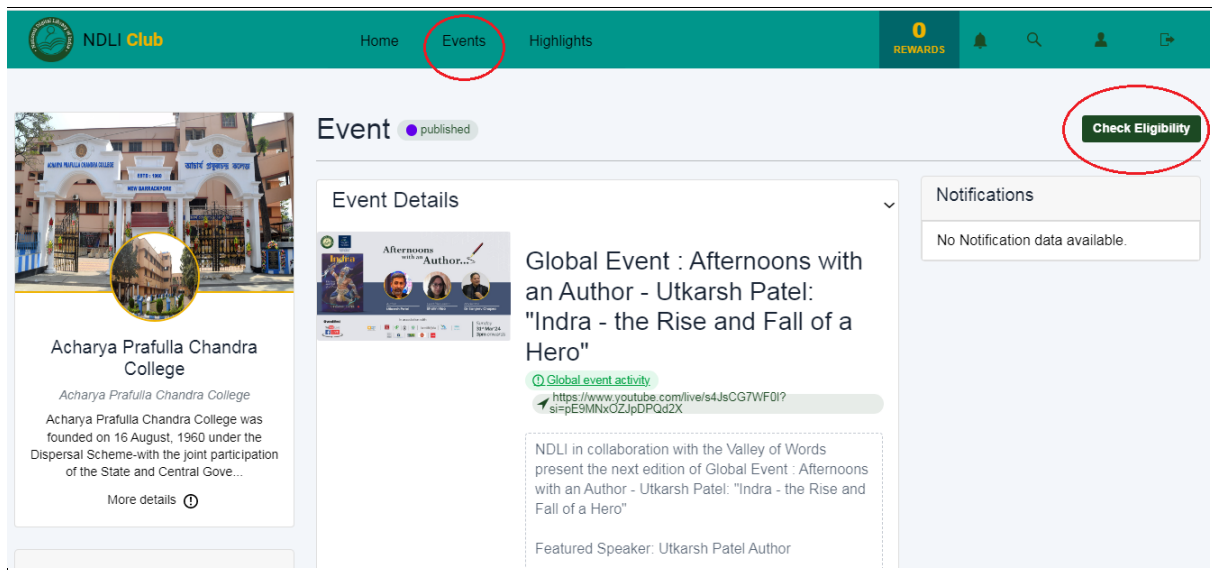 NDLI Club
Home
Events
Highlights
0
REWARDS
ACHARYA PRAFULLA CHANDRA COLLEGE
আচার্য প্রফুল্লচন্দ্র কলেজ
ESTD : 1960
NEW BARRACKPORE
Acharya Prafulla Chandra
College
Acharya Prafulla Chandra College
Acharya Prafulla Chandra College was
founded on 16 August, 1960 under the
Dispersal Scheme-with the joint participation
of the State and Central Gove...
More details
Event
published
Check Eligibility
Event Details
Indra
Afternoons
with an Author...
Global Event : Afternoons with
an Author - Utkarsh Patel:
"Indra - the Rise and Fall of a
Hero"
Global event activity
https://www.youtube.com/live/s4JsCG7WF0I?
si=pE9MNxOZJpDPQd2X
NDLI in collaboration with the Valley of Words
present the next edition of Global Event : Afternoons
with an Author - Utkarsh Patel: "Indra - the Rise and
Fall of a Hero"
Featured Speaker: Utkarsh Patel Author
Notifications
No Notification data available.